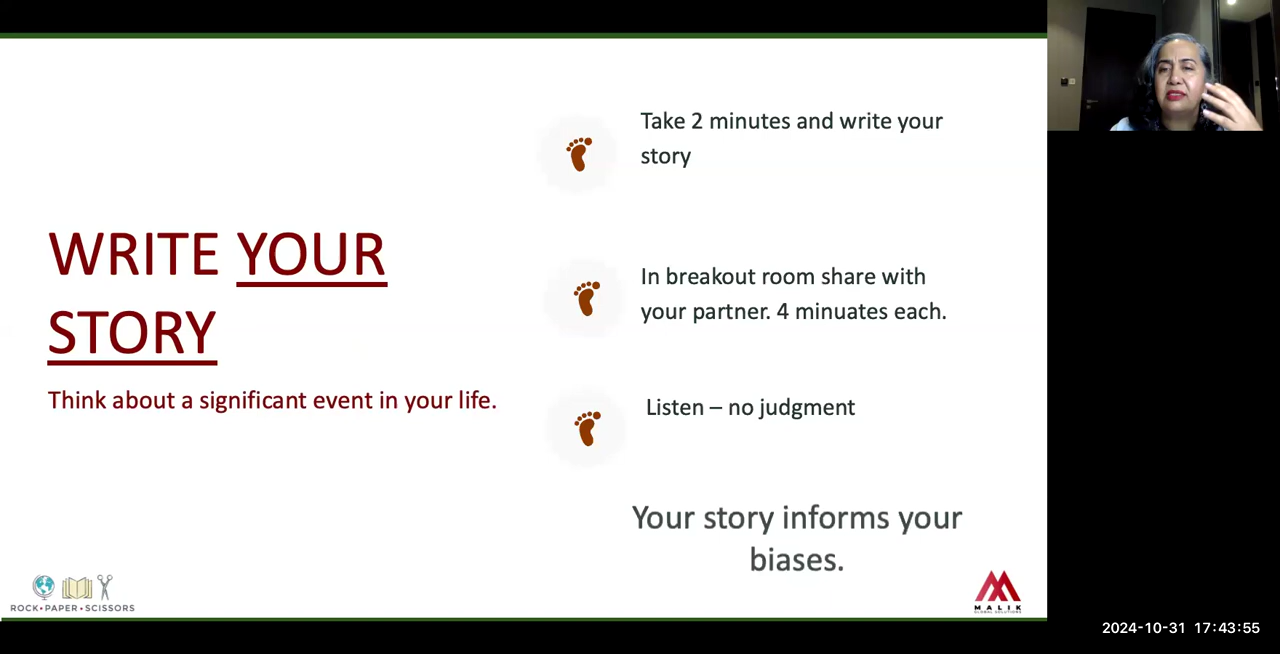 WRITE YOUR
STORY
Think about a significant event in your life.
Take 2 minutes and write your
story
In breakout room share with
your partner. 4 minuates each.
Listen – no judgment
Your story informs your
biases.
ROCK•PAPER•SCISSORS
MALIK
GLOBAL SOLUTIONS
2024-10-31 17:43:55